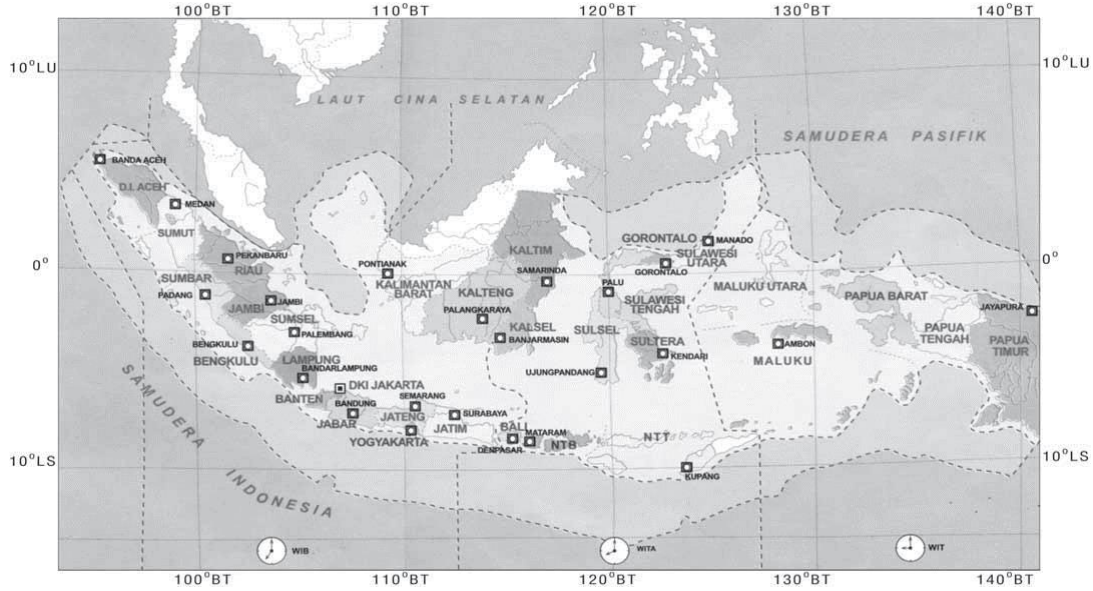 100°BT 110°BT 120°BT 130°BT 140°BT
10°LU
10°LU
LAUT CINA SELATAN
SAMUDERA PASIFIK
BANDA ACEH
D.I. ACEH
MEDAN
SUMUT
GORONTALO
MANADO
KALTIM
SULAWESI
UTARA
PEKANBARU
RIAU
PONTIANAK
0°
0°
SAMARINDA
GORONTALO
SUMBAR
KALIMANTAN
BARAT
KALTENG
PALU
MALUKU UTARA
PADANG
JAMBI
JAMBI
SULAWESI
TENGAH
PAPUA BARAT
JAYAPURA
SUMSEL
PALANGKARAYA
KALSEL
SULSEL
PAPUA
TENGAH
PALEMBANG
BANJARMASIN
SULTERA
AMBON
PAPUA
TIMUR
BENGKULU
BENGKULU
LAMPUNG
KENDARI
MALUKU
BANDARLAMPUNG
UJUNGPANDANG
DKI JAKARTA
BANTEN
BANDUNG
SEMARANG
JABAR
JATENG
SURABAYA
JATIM
BALI
MATARAM
YOGYAKARTA
DENPASAR
NTB
NTT
10°LS
10°LS
KUPANG
SAMUDERA
INDONESIA
WIB
WITA
WIT
100°BT 110°BT 120°BT 130°BT 140°BT